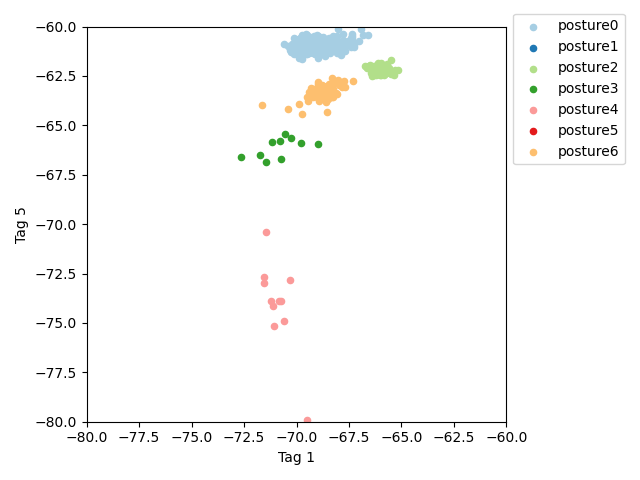 −60.0
−62.5
−65.0
−67.5
−70.0
−72.5
−75.0
−77.5
−80.0
Tag 5
−80.0 −77.5 −75.0 −72.5 −70.0 −67.5 −65.0 −62.5 −60.0
Tag 1
posture0
posture1
posture2
posture3
posture4
posture5
posture6